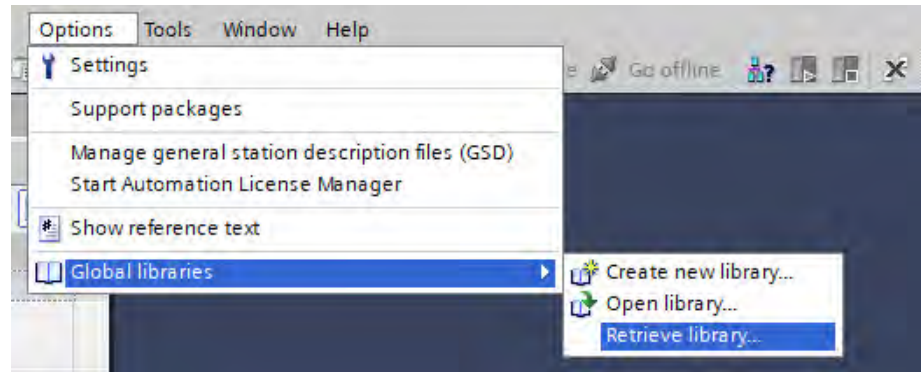 Options Tools Window Help
Settings
e Go offline
Support packages
Manage general station description files (GSD)
Start Automation License Manager
Show reference text
Global libraries
Create new library...
Open library...
Retrieve library...